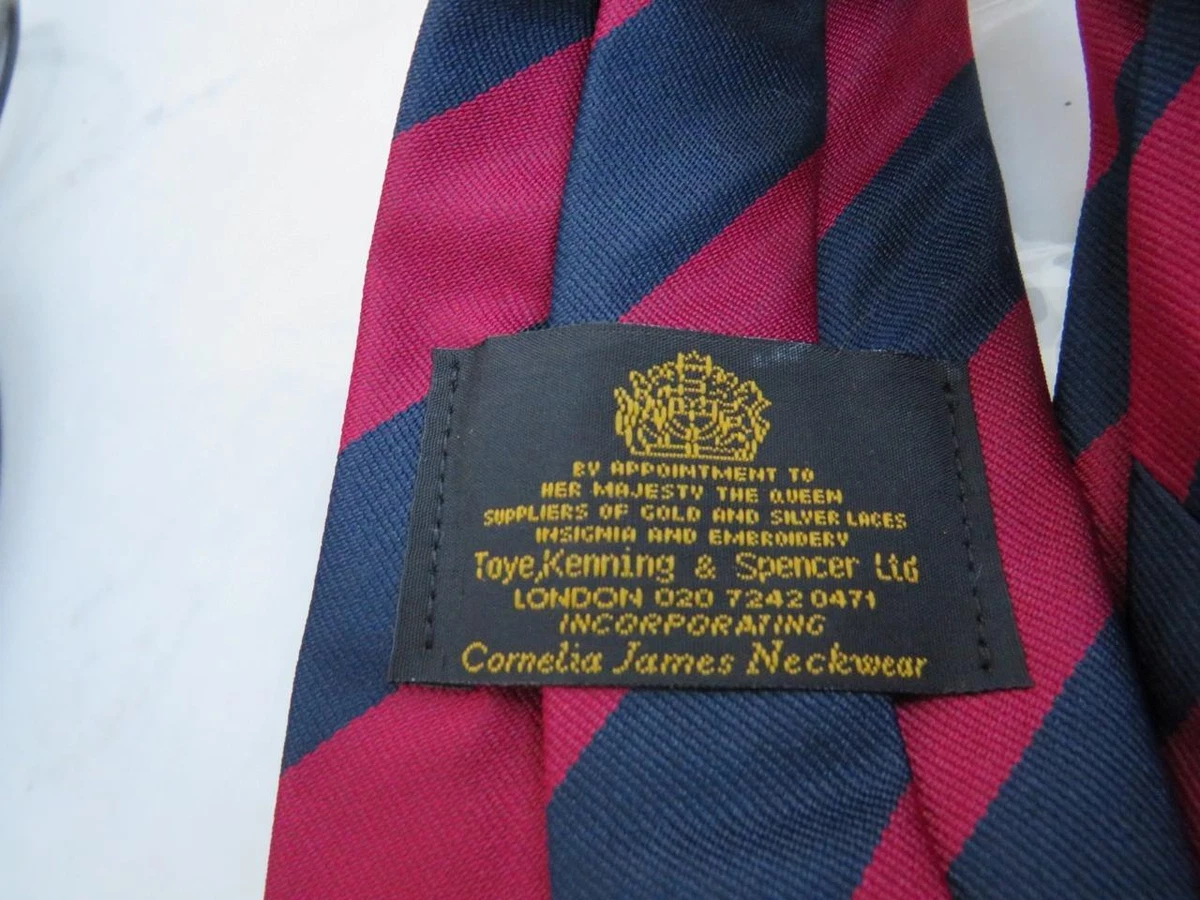 BY APPOINTMENT TO
HER MAJESTY THE QUEEN
SUPPLIERS OF GOLD AND SILVER LACES
INSIGNIA AND EMBROIDERY
Toye,Kenning & Spencer Ltd
LONDON 020 7242 0471
INCORPORATING
Cornelia James Neckwear